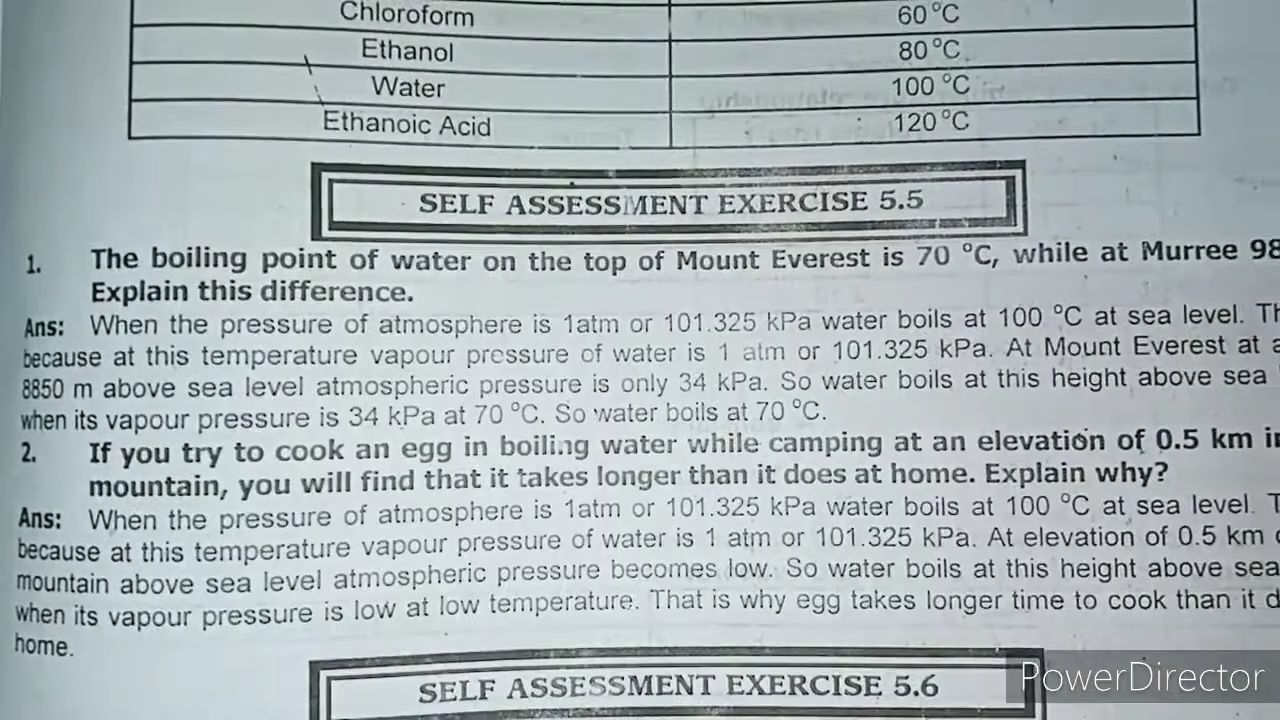 Chloroform 60 °C
Ethanol 80 °C
Water 100 °C
Ethanoic Acid 120 °C
SELF ASSESSMENT EXERCISE 5.5
1. The boiling point of water on the top of Mount Everest is 70 °C, while at Murree 98
Explain this difference.
Ans: When the pressure of atmosphere is 1atm or 101.325 kPa water boils at 100 °C at sea level. Th
because at this temperature vapour pressure of water is 1 atm or 101.325 kPa. At Mount Everest at a
8850 m above sea level atmospheric pressure is only 34 kPa. So water boils at this height above sea
when its vapour pressure is 34 kPa at 70 °C. So water boils at 70 °C.
2. If you try to cook an egg in boiling water while camping at an elevation of 0.5 km in
mountain, you will find that it takes longer than it does at home. Explain why?
Ans: When the pressure of atmosphere is 1atm or 101.325 kPa water boils at 100 °C at sea level. T
because at this temperature vapour pressure of water is 1 atm or 101.325 kPa. At elevation of 0.5 km
mountain above sea level atmospheric pressure becomes low. So water boils at this height above sea
when its vapour pressure is low at low temperature. That is why egg takes longer time to cook than it d
home.
SELF ASSESSMENT EXERCISE 5.6
PowerDirector